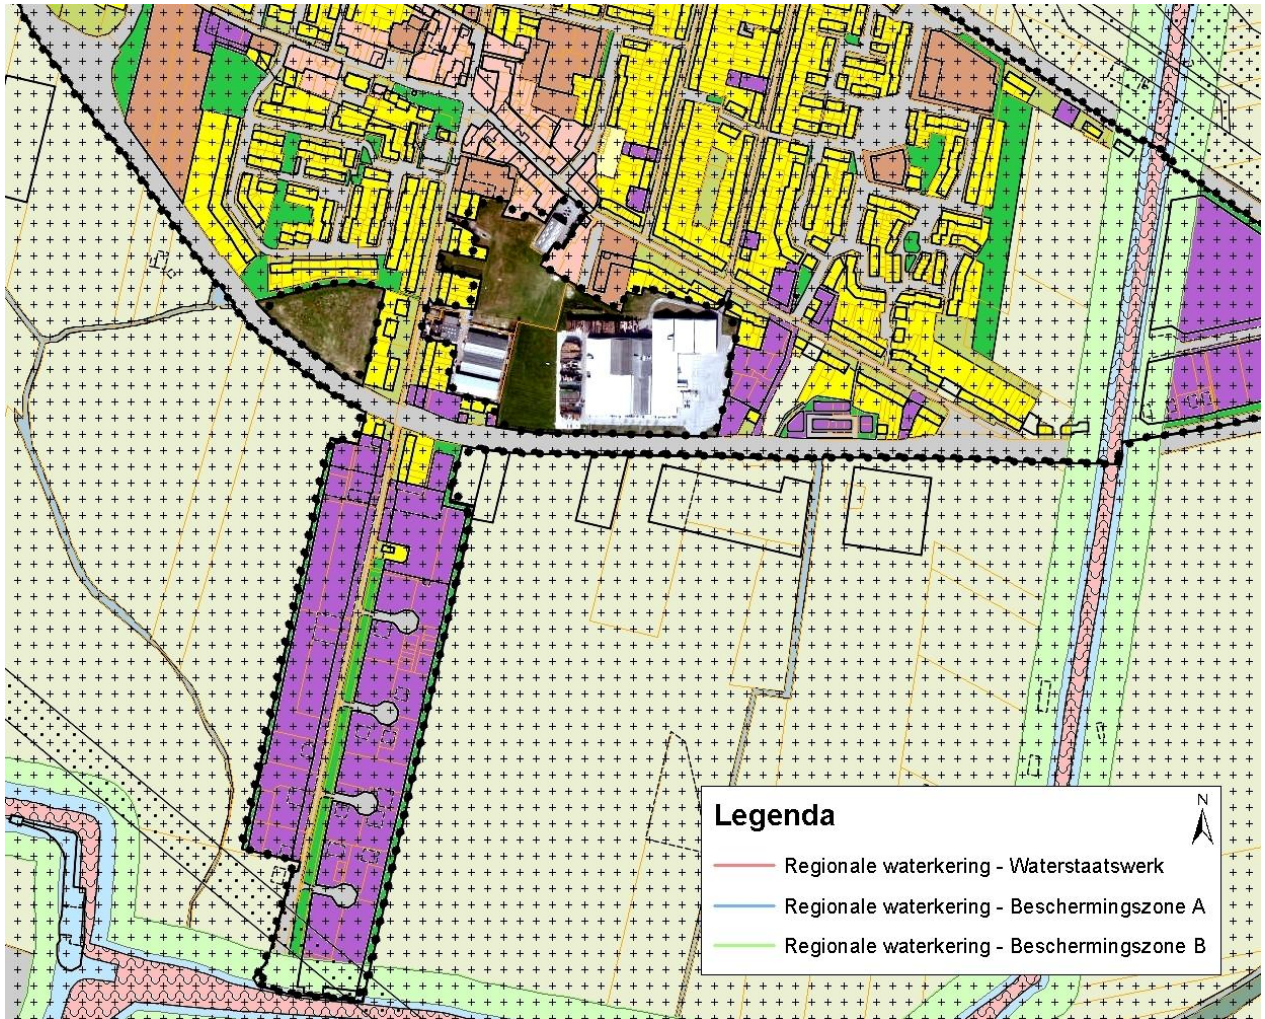 Legenda
N
Regionale waterkering - Waterstaatswerk
Regionale waterkering - Beschermingszone A
Regionale waterkering - Beschermingszone B